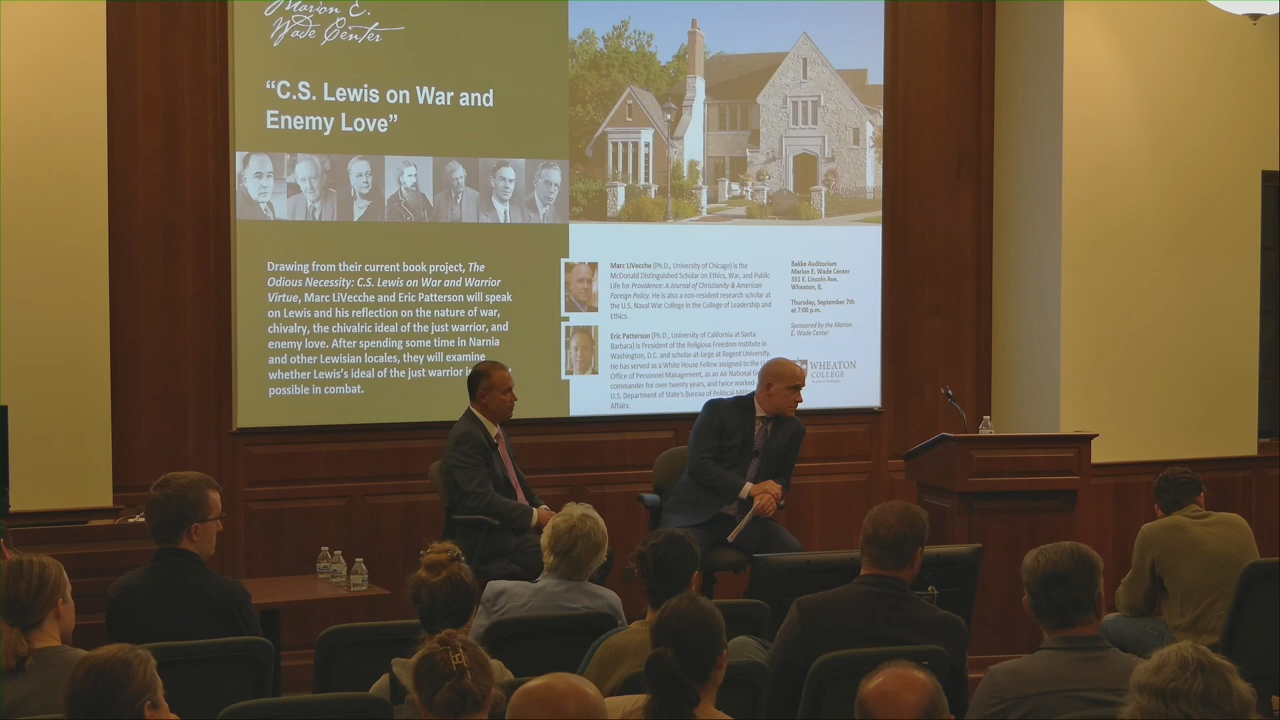 Marion E.
Wade Center
“C.S. Lewis on War and
Enemy Love”
Drawing from their current book project, The
Odious Necessity: C.S. Lewis on War and Warrior
Virtue, Marc LiVecche and Eric Patterson will speak
on Lewis and his reflection on the nature of war,
chivalry, the chivalric ideal of the just warrior, and
enemy love. After spending some time in Narnia
and other Lewisian locales, they will examine
whether Lewis's ideal of the just warrior is
possible in combat.
Marc LiVecche (Ph.D., University of Chicago) is the
McDonald Distinguished Scholar on Ethics, War, and Public
Life for Providence: A Journal of Christianity & American
Foreign Policy. He is also a non-resident research scholar at
the U.S. Naval War College in the College of Leadership and
Ethics.
Eric Patterson (Ph.D., University of California at Santa
Barbara) is President of the Religious Freedom Institute in
Washington, D.C. and scholar-at-large at Regent University.
He has served as a White House Fellow assigned to the
Office of Personnel Management, as an Air National
commander for over twenty years, and twice worked
U.S. Department of State's Bureau of Political-
Affairs.
Bakke Auditorium
Marion E. Wade Center
351 E. Lincoln Ave.
Wheaton, IL
Thursday, September 7th
at 7:00 p.m.
Sponsored by the Marion
E. Wade Center
WHEATON
COLLEGE